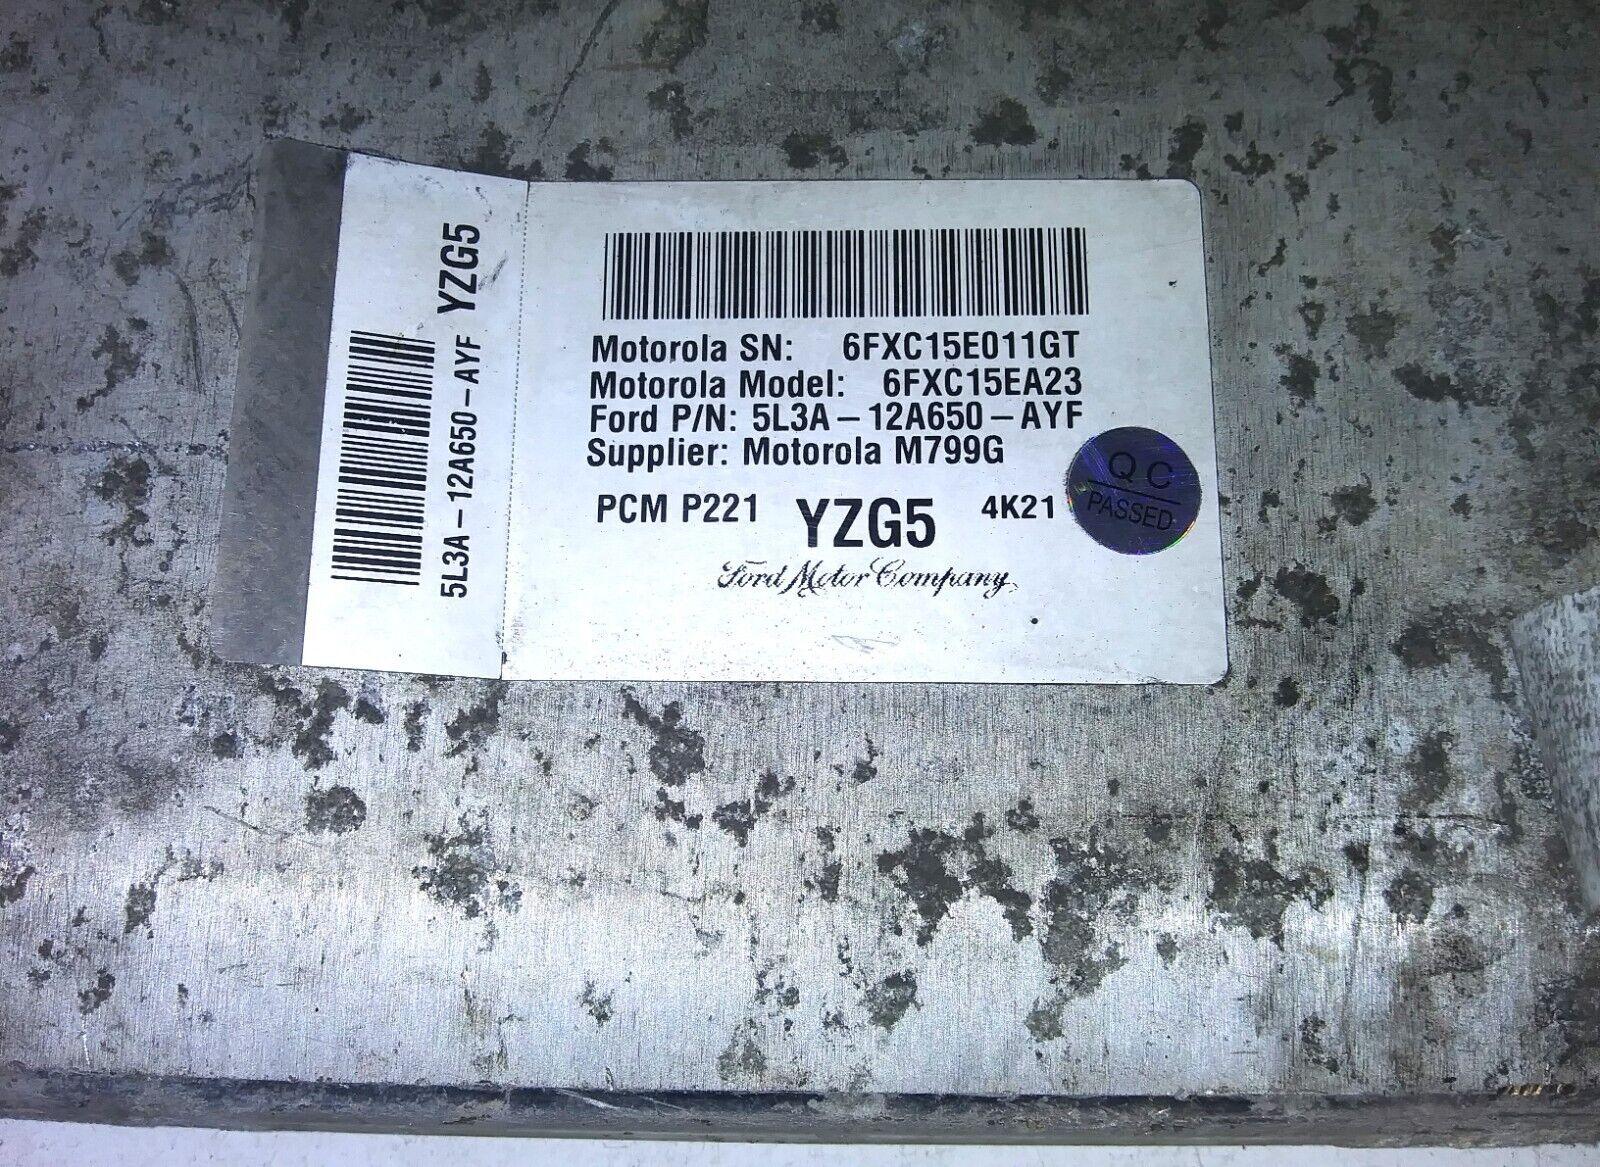 5L3A-12A650-AYF YZG5
Motorola SN: 6FXC15E011GT
Motorola Model: 6FXC15EA23
Ford P/N: 5L3A-12A650-AYF
Supplier: Motorola M799G
PCM P221 YZG5 4K21
QC
PASSED
Ford Motor Company